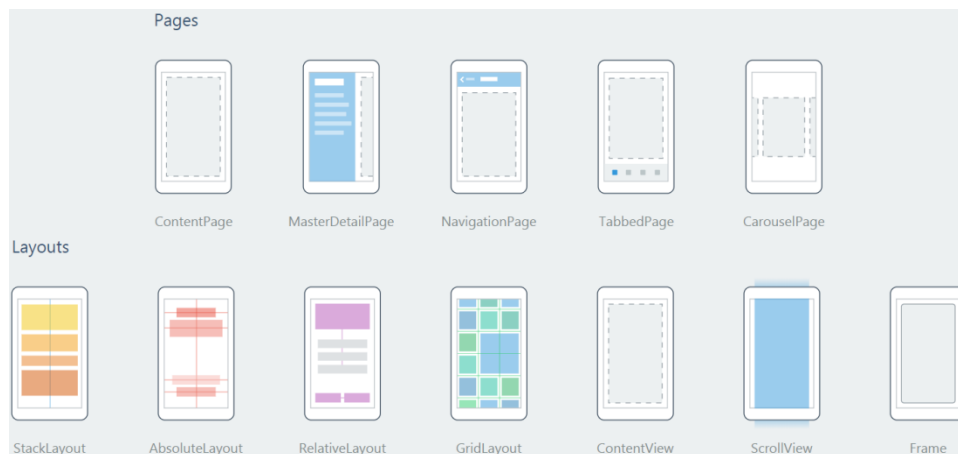 Pages
ContentPage
MasterDetailPage
NavigationPage
TabbedPage
CarouselPage
Layouts
StackLayout
AbsoluteLayout
RelativeLayout
GridLayout
ContentView
ScrollView
Frame